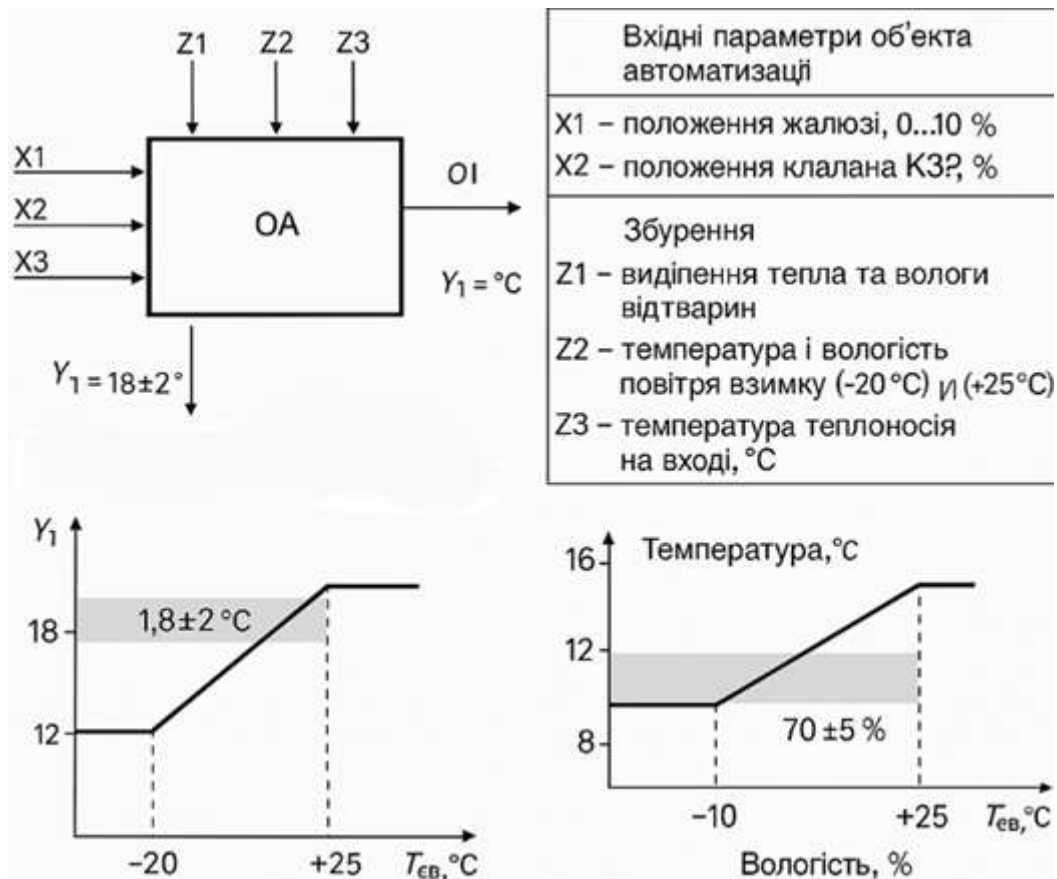 Z1 Z2 Z3
X1
X2
X3
ОА
OI
Y1 = °C
Y1 = 18±2°
Вхідні параметри об'єкта
автоматизаціїї
X1 – положення жалюзі, 0...10 %
X2 – положення клалана КЗ?, %
Збурення
Z1 – виділення тепла та вологи
відтварин
Z2 – температура і вологість
повітря взимку (-20 °C) и (+25°C)
Z3 – температура теплоносія
на вході, °C
Y1
1,8±2 °C
18
12
–20 +25 Tєв,°C
16
Температура,°C
12
8
70 ±5 %
–10 +25 Tєв,°C
Вологість, %